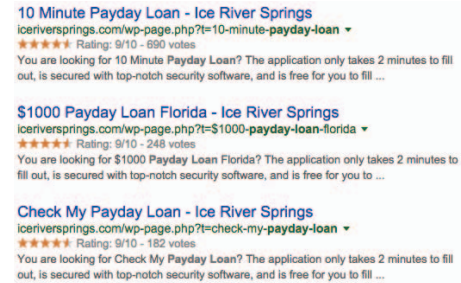 10 Minute Payday Loan - Ice River Springs
iceriversprings.com/wp-page.php?t=10-minute-payday-loan ▼
Rating: 9/10 - 690 votes
You are looking for 10 Minute Payday Loan? The application only takes 2 minutes to fill
out, is secured with top-notch security software, and is free for you to fill ...
$1000 Payday Loan Florida - Ice River Springs
iceriversprings.com/wp-page.php?t=$1000-payday-loan-florida ▼
Rating: 9/10 - 248 votes
You are looking for $1000 Payday Loan Florida? The application only takes 2 minutes to
fill out, is secured with top-notch security software, and is free for you to ...
Check My Payday Loan - Ice River Springs
iceriversprings.com/wp-page.php?t=check-my-payday-loan ▼
Rating: 9/10 - 182 votes
You are looking for Check My Payday Loan? The application only takes 2 minutes to fill
out, is secured with top-notch security software, and is free for you to fill ...